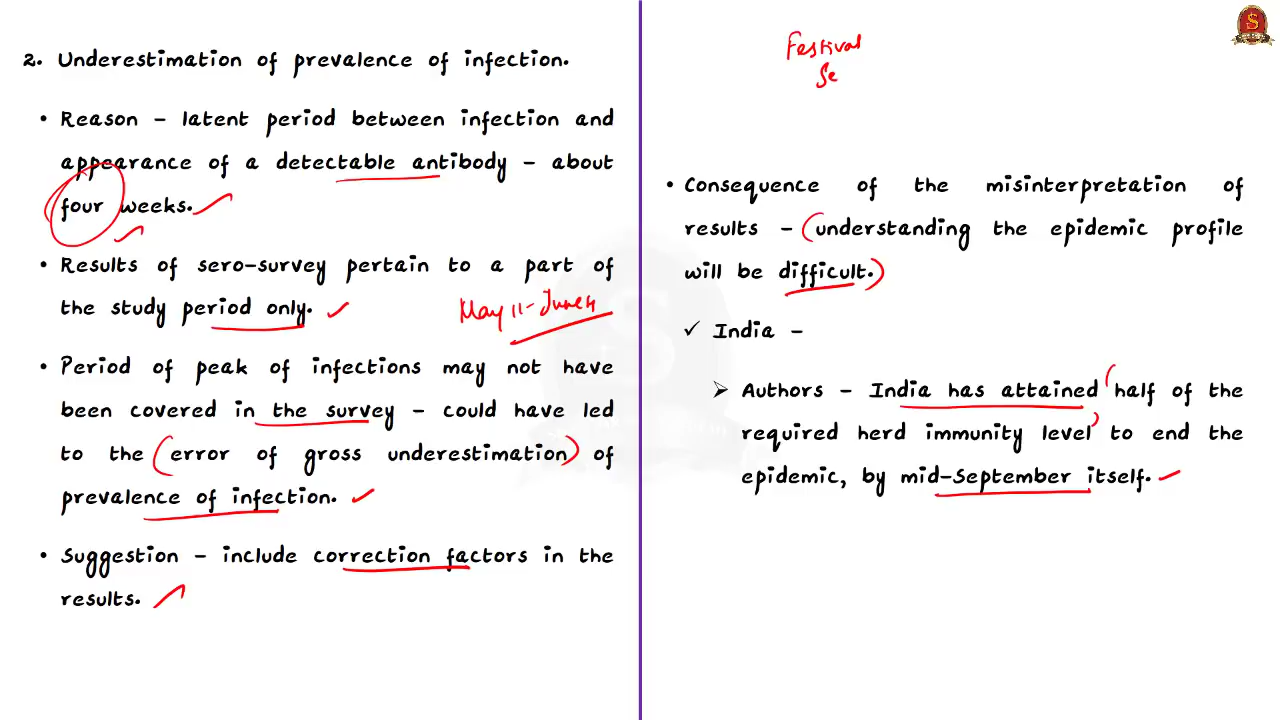 2. Underestimation of prevalence of infection.
• Reason – latent period between infection and
appearance of a detectable antibody – about
four weeks.
• Results of sero-survey pertain to a part of
the study period only.
May 11 - June 4
• Period of peak of infections may not have
been covered in the survey – could have led
to the (error of gross underestimation) of
prevalence of infection.
• Suggestion – include correction factors in the
results.
Festival
Se
• Consequence of the misinterpretation of
results – (understanding the epidemic profile
will be difficult.)
✓ India –
➢ Authors – India has attained (half of the
required herd immunity level) to end the
epidemic, by mid-September itself.
S